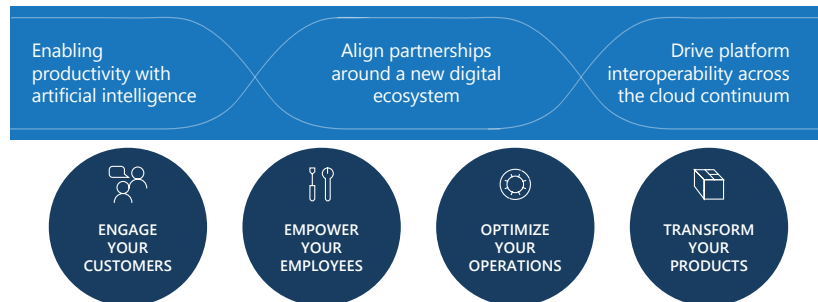 Enabling
productivity with
artificial intelligence
Align partnerships
around a new digital
ecosystem
Drive platform
interoperability across
the cloud continuum
ENGAGE
YOUR
CUSTOMERS
EMPOWER
YOUR
EMPLOYEES
OPTIMIZE
YOUR
OPERATIONS
TRANSFORM
YOUR
PRODUCTS